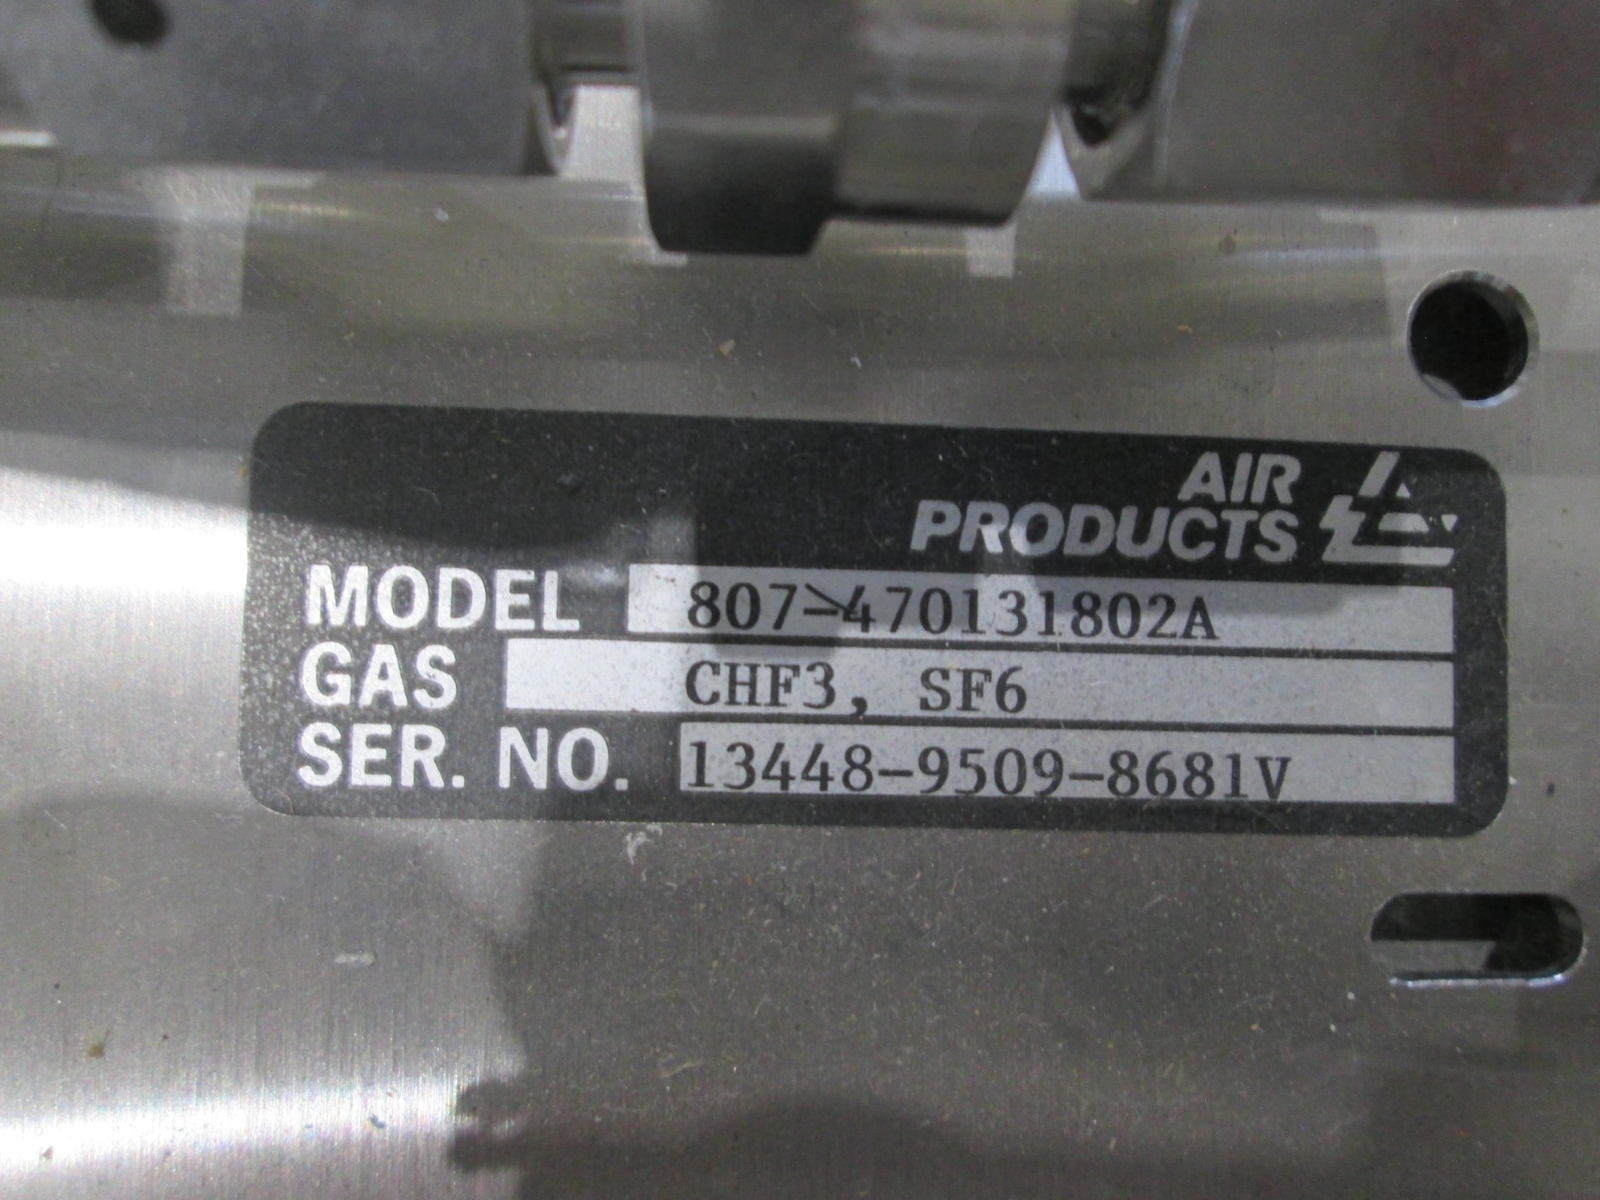 AIR
PRODUCTS
MODEL 807-470131802A
GAS CHF3, SF6
SER. NO. 13448-9509-8681V